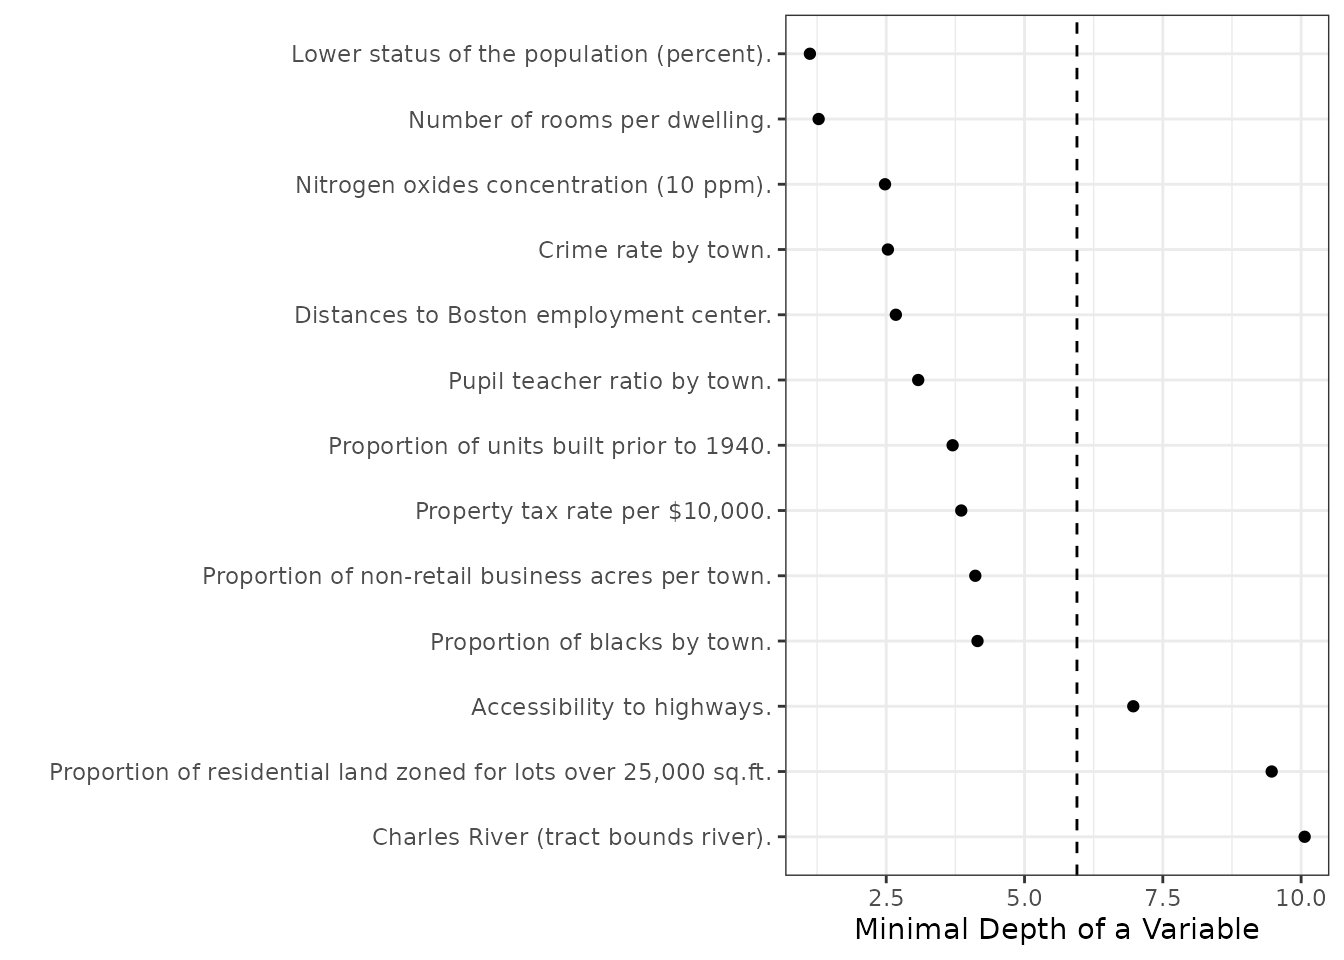 Lower status of the population (percent).
Number of rooms per dwelling.
Nitrogen oxides concentration (10 ppm).
Crime rate by town.
Distances to Boston employment center.
Pupil teacher ratio by town.
Proportion of units built prior to 1940.
Property tax rate per $10,000.
Proportion of non-retail business acres per town.
Proportion of blacks by town.
Accessibility to highways.
Proportion of residential land zoned for lots over 25,000 sq.ft.
Charles River (tract bounds river).
2.5 5.0 7.5 10.0
Minimal Depth of a Variable